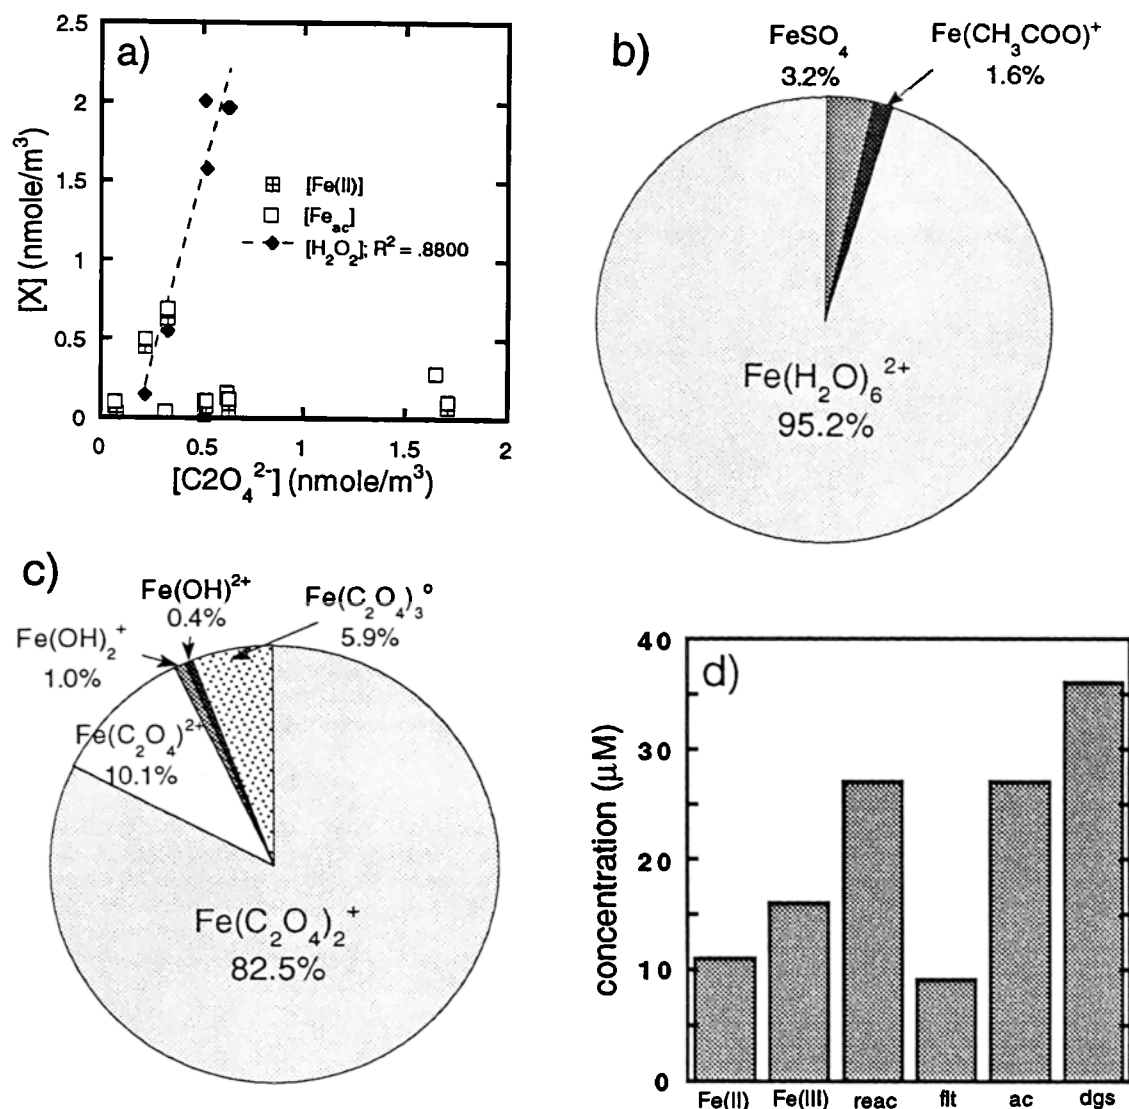 a)
2.5
2
1.5
1
0.5
0
[X] (nmole/m³)
[Fe(II)]
[Fe_ac]
[H₂O₂]; R² = .8800
0 0.5 1 1.5 2
[C2O₄²⁻] (nmole/m³)
b)
FeSO₄
3.2%
Fe(CH₃COO)⁺
1.6%
Fe(H₂O)₆²⁺
95.2%
c)
Fe(OH)₂⁺
1.0%
Fe(OH)²⁺
0.4%
Fe(C₂O₄)₃°
5.9%
Fe(C₂O₄)²⁺
10.1%
Fe(C₂O₄)₂⁺
82.5%
d)
40
30
20
10
0
concentration (μM)
Fe(II) Fe(III) reac flt ac dgs